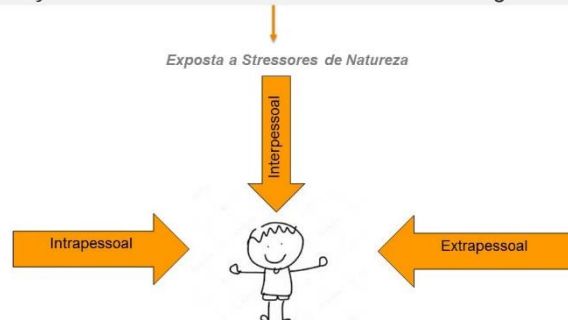 Exposta a Stressores de Natureza
Interpessoal
Intrapessoal
Extrapessoal